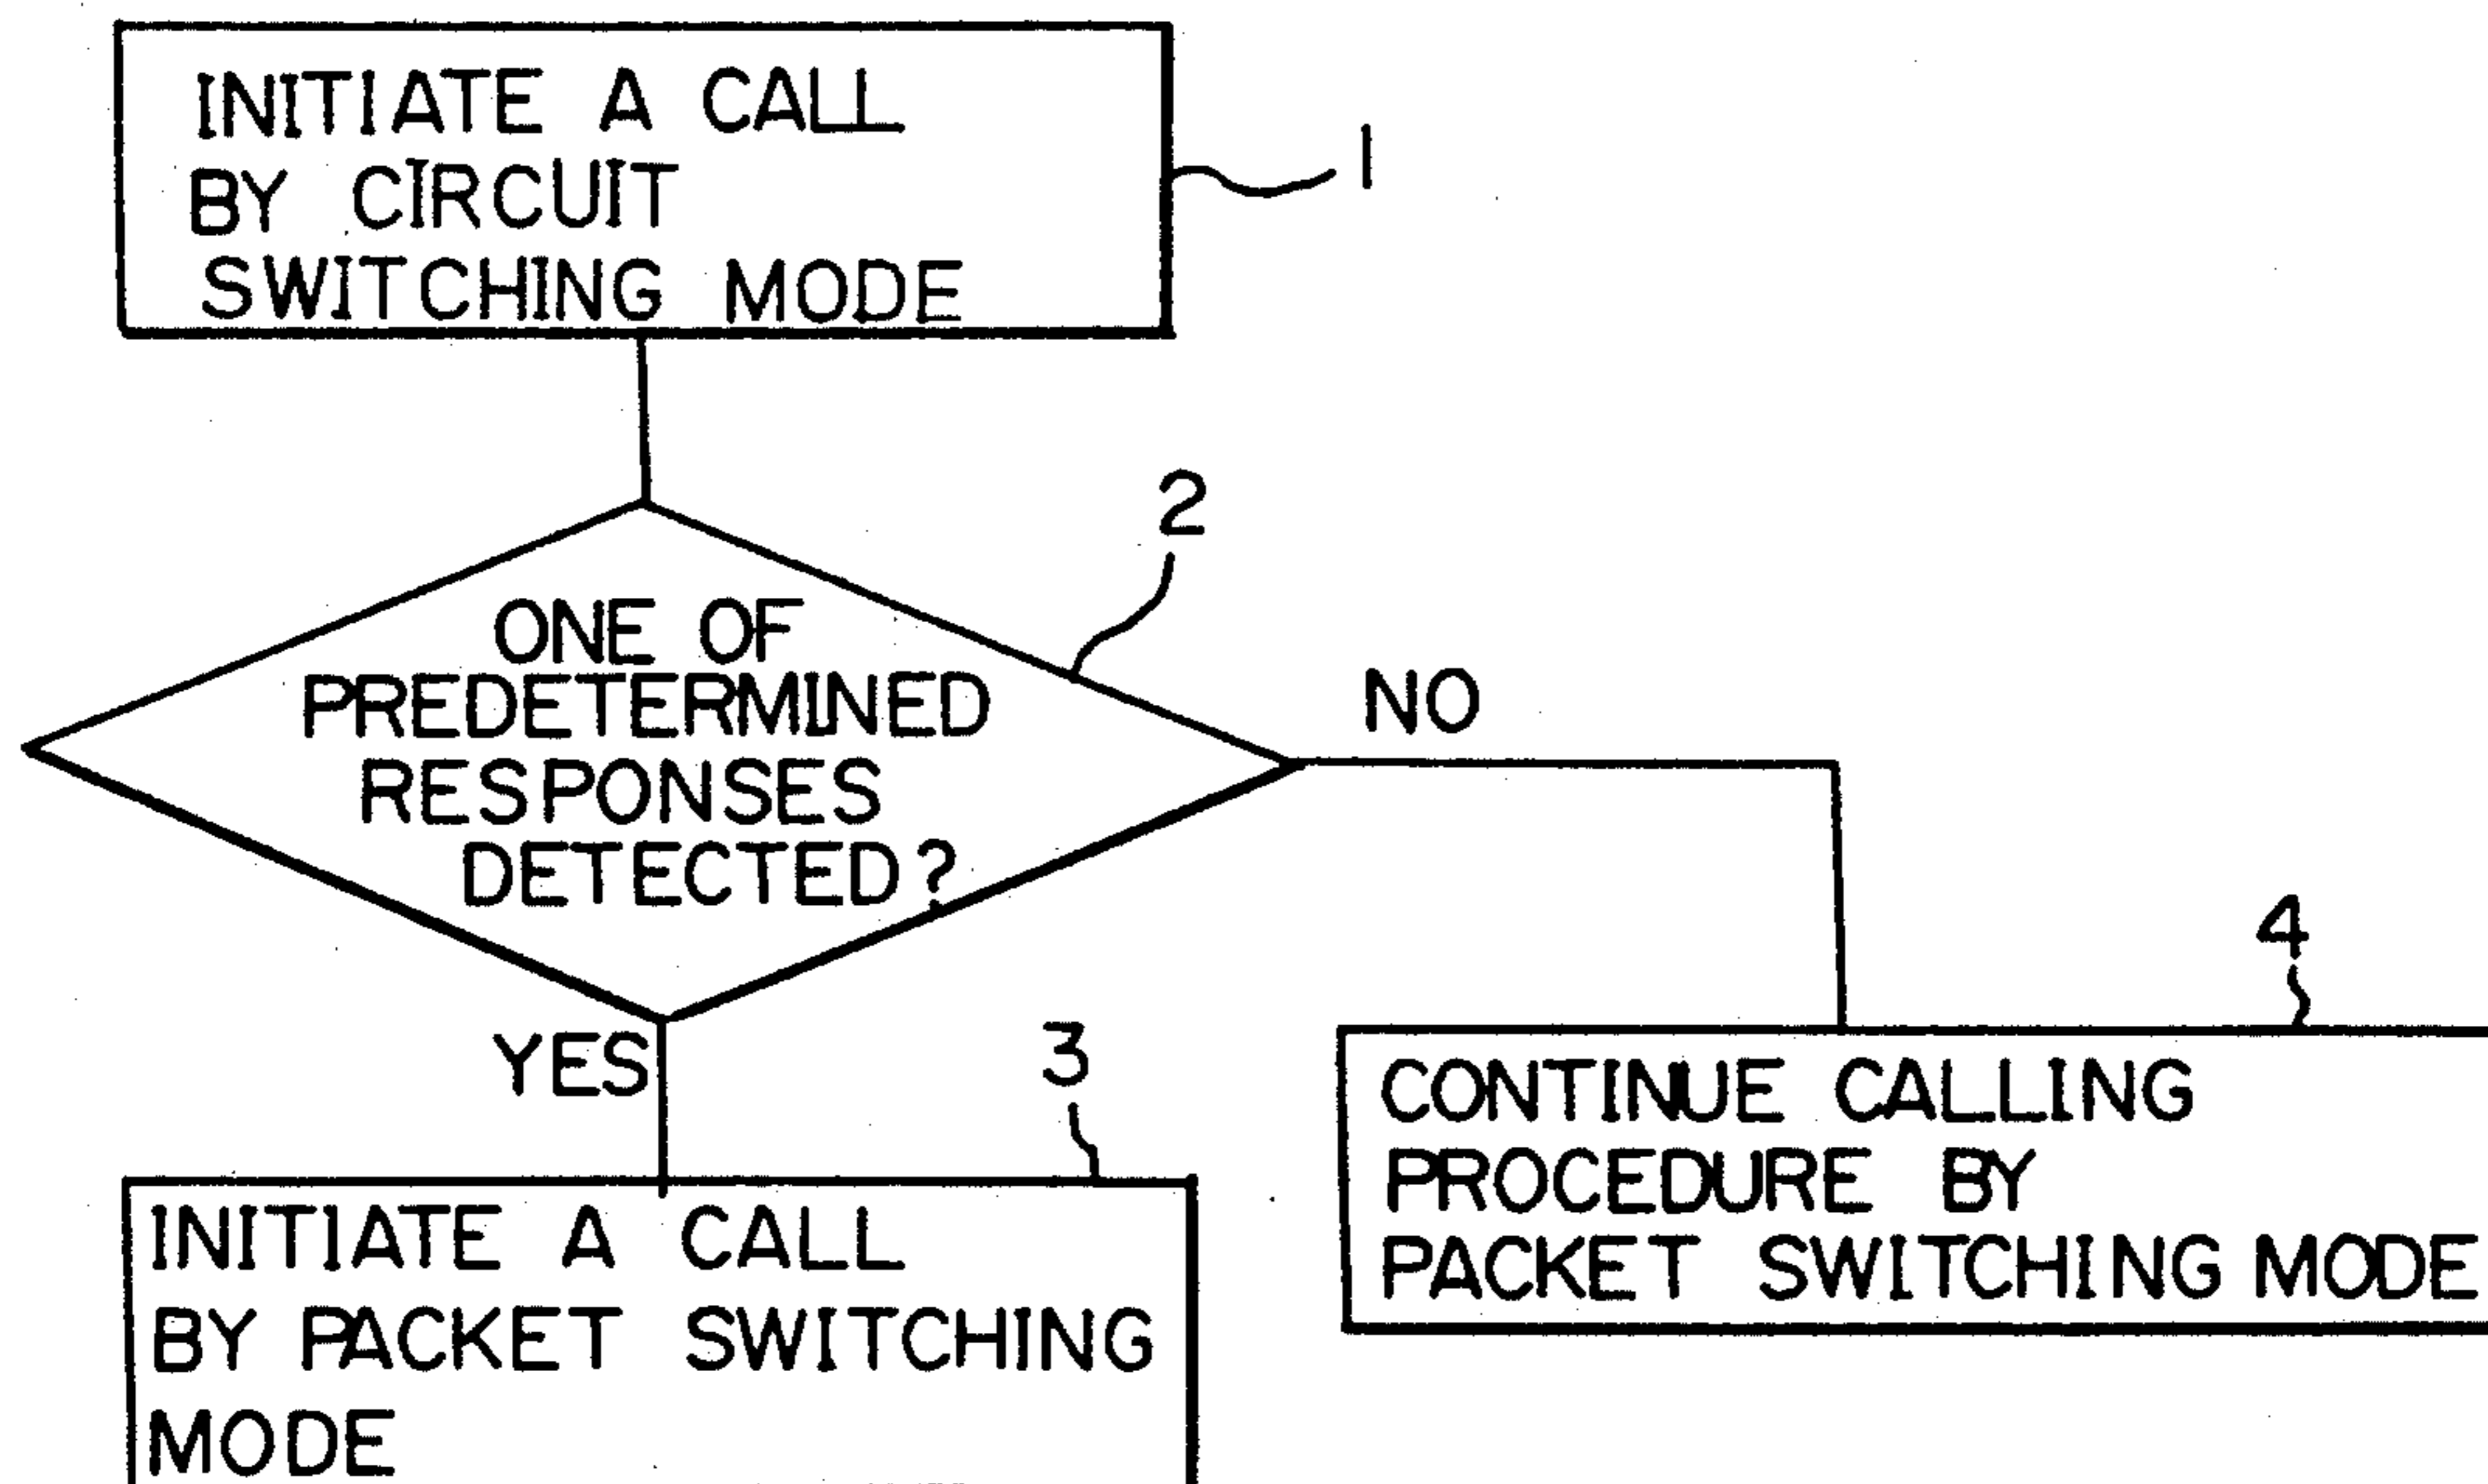 INITIATE A CALL
BY CIRCUIT
SWITCHING MODE
1
2
ONE OF
PREDETERMINED
RESPONSES
DETECTED?
NO
YES
3
4
INITIATE A CALL
BY PACKET SWITCHING
MODE
CONTINUE CALLING
PROCEDURE BY
PACKET SWITCHING MODE